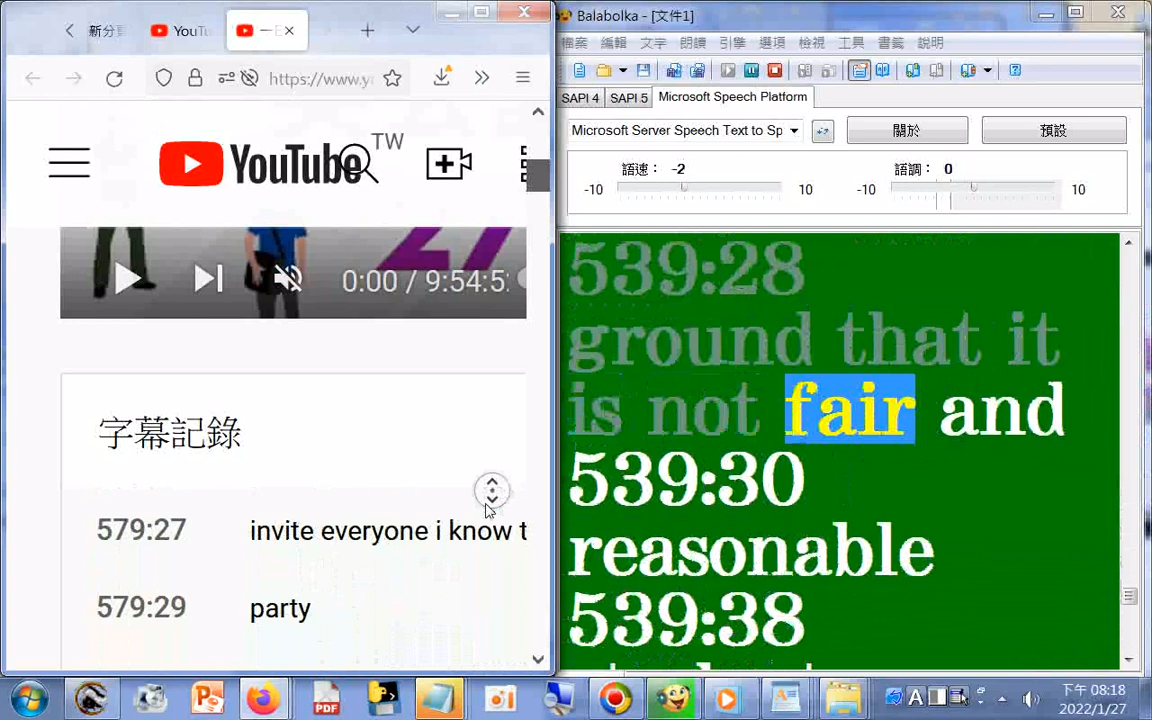 新分
YouTu
一
Balabolka - [文件1]
檔案 編輯 文字 朗讀 引擎 選項 檢視 工具 書籤 說明
https://www.y
SAPI 4 SAPI 5 Microsoft Speech Platform
Microsoft Server Speech Text to Sp
關於 預設
語速： -2
語調： 0
-10 10 -10 10
YouTube TW
0:00 / 9:54:5
字幕記錄
579:27 invite everyone i know t
579:29 party
539:28
ground that it
is not fair and
539:30
reasonable
539:38
PDF
A
下午 08:18
2022/1/27